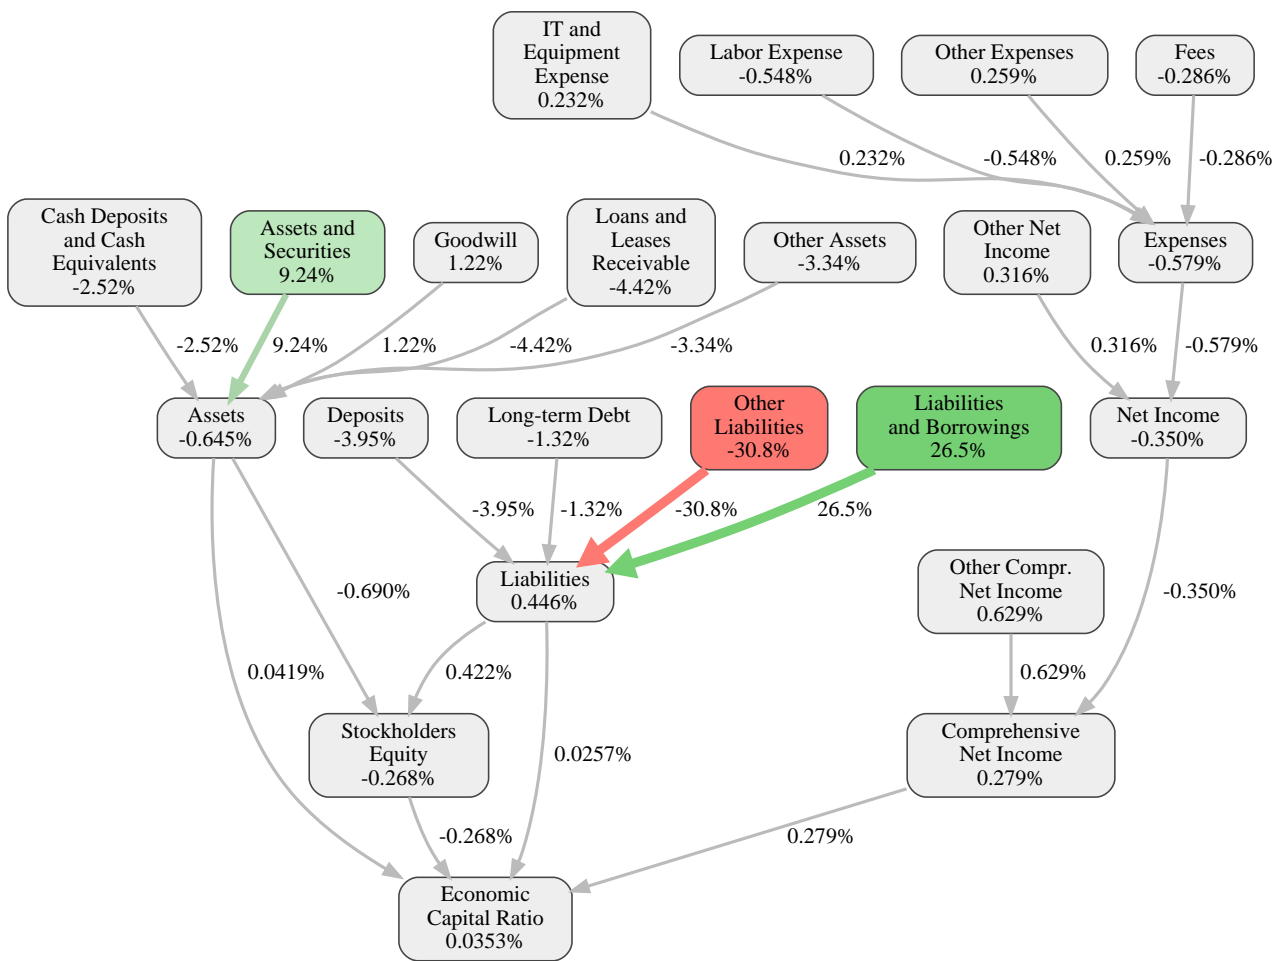 IT and
Equipment
Expense
0.232%
Labor Expense
-0.548%
Other Expenses
0.259%
Fees
-0.286%
0.232%
-0.548%
0.259%
-0.286%
Cash Deposits
and Cash
Equivalents
-2.52%
Assets and
Securities
9.24%
Goodwill
1.22%
Loans and
Leases
Receivable
-4.42%
Other Assets
-3.34%
Other Net
Income
0.316%
Expenses
-0.579%
-2.52%
9.24%
1.22%
-4.42%
-3.34%
0.316%
-0.579%
Assets
-0.645%
Deposits
-3.95%
Long-term Debt
-1.32%
Other
Liabilities
-30.8%
Liabilities
and Borrowings
26.5%
Net Income
-0.350%
-3.95%
-1.32%
-30.8%
26.5%
Liabilities
0.446%
Other Compr.
Net Income
0.629%
-0.690%
-0.350%
0.0419%
0.422%
0.629%
Stockholders
Equity
-0.268%
0.0257%
Comprehensive
Net Income
0.279%
-0.268%
0.279%
Economic
Capital Ratio
0.0353%